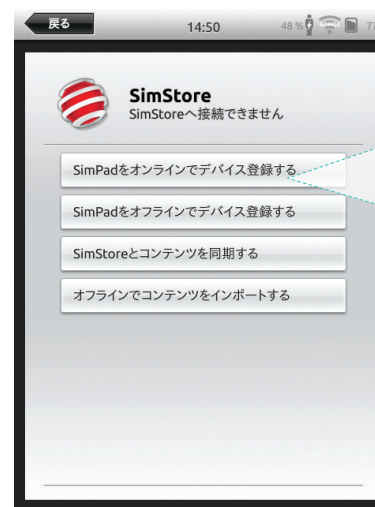 戻る
14:50
48 %
77
SimStore
SimStoreへ接続できません
SimPadをオンラインでデバイス登録する
SimPadをオフラインでデバイス登録する
SimStoreとコンテンツを同期する
オフラインでコンテンツをインポートする